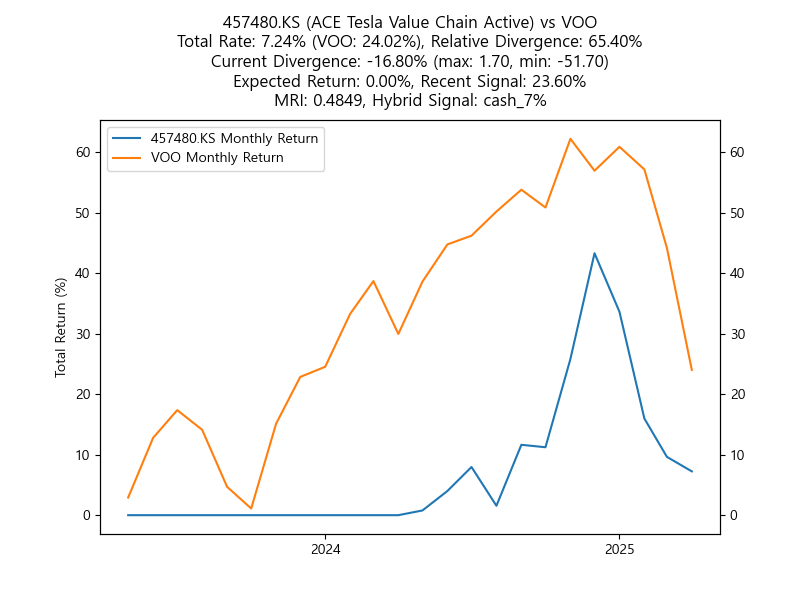 457480.KS (ACE Tesla Value Chain Active) vs VOO
Total Rate: 7.24% (VOO: 24.02%), Relative Divergence: 65.40%
Current Divergence: -16.80% (max: 1.70, min: -51.70)
Expected Return: 0.00%, Recent Signal: 23.60%
MRI: 0.4849, Hybrid Signal: cash_7%
457480.KS Monthly Return
VOO Monthly Return
Total Return (%)
60
50
40
30
20
10
0
60
50
40
30
20
10
0
2024
2025